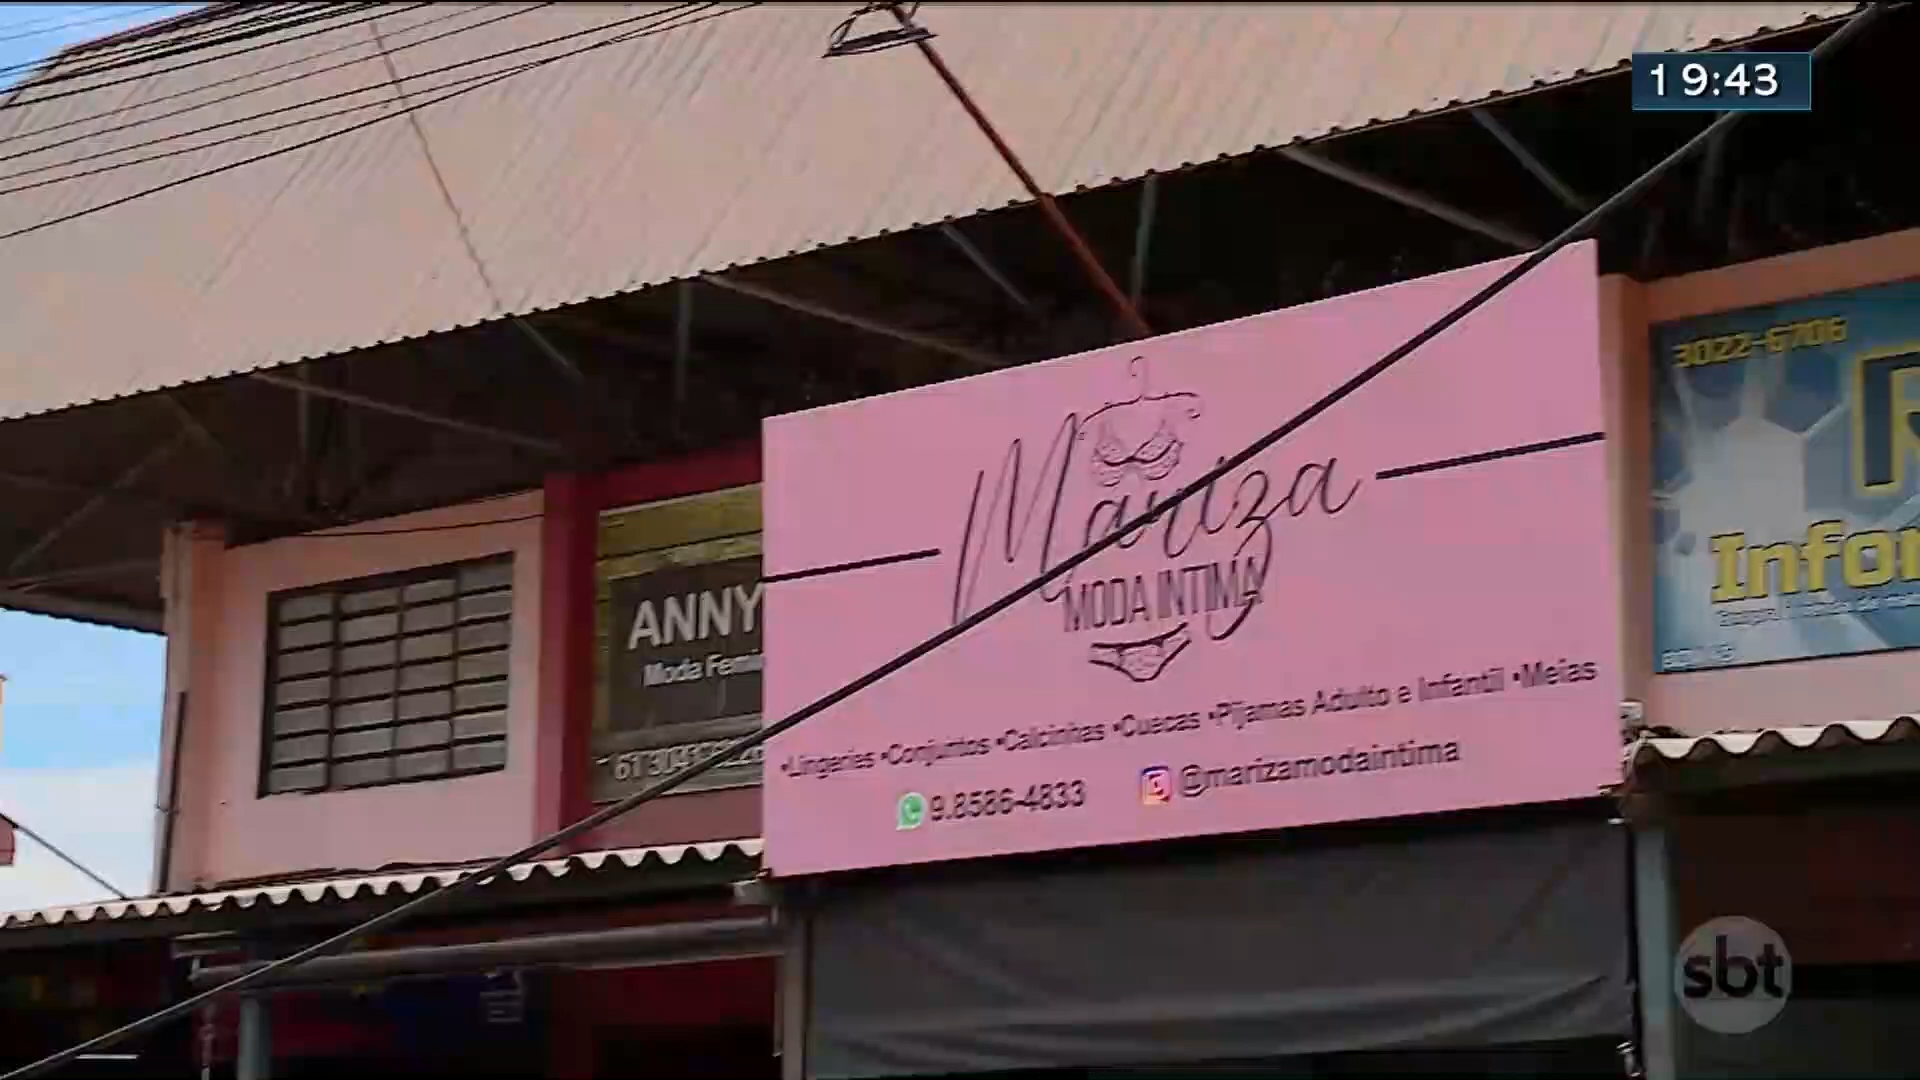 19:43
3022-6706
Mariza
MODA INTIMA
ANNY
Moda Femi
Infor
•Lingeries •Conjuntos •Calcinhas •Cuecas •Pijamas Adulto e Infantil •Meias
9.8586-4833 @marizamodaintima
sbt